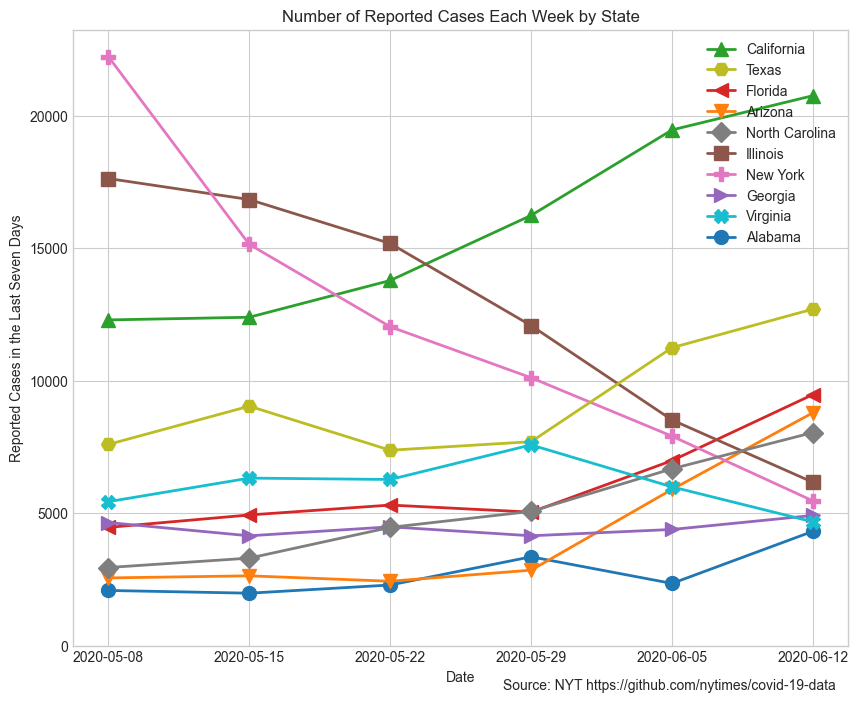 Number of Reported Cases Each Week by State
Reported Cases in the Last Seven Days
20000
15000
10000
5000
0
California
Texas
Florida
Arizona
North Carolina
Illinois
New York
Georgia
Virginia
Alabama
2020-05-08
2020-05-15
2020-05-22
2020-05-29
2020-06-05
2020-06-12
Date
Source: NYT https://github.com/nytimes/covid-19-data